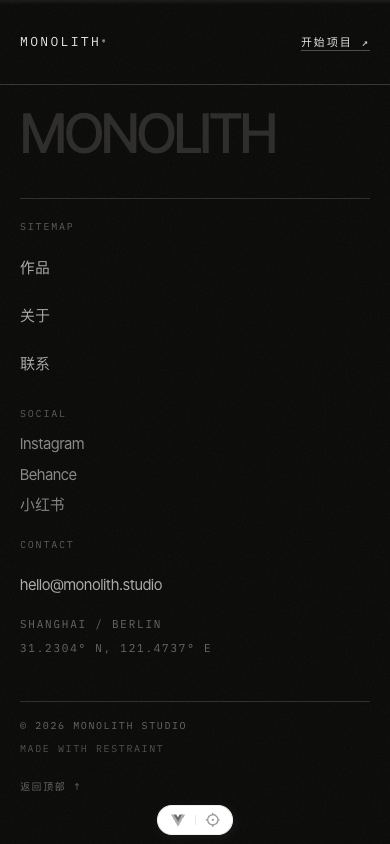 MONOLITH®
开始项目 ↗
MONOLITH
SITEMAP
作品
关于
联系
SOCIAL
Instagram
Behance
小红书
CONTACT
hello@monolith.studio
SHANGHAI / BERLIN
31.2304° N, 121.4737° E
© 2026 MONOLITH STUDIO
MADE WITH RESTRAINT
返回顶部 ↑